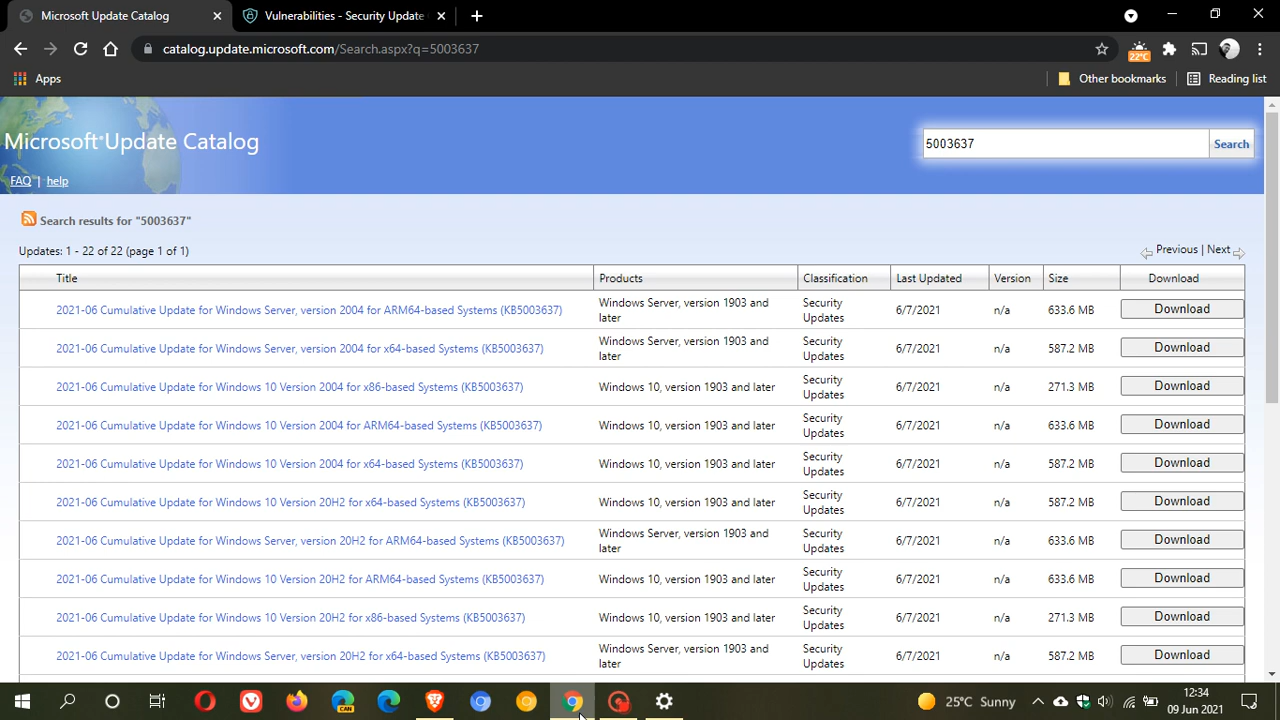 Microsoft Update Catalog
Vulnerabilities - Security Update
catalog.update.microsoft.com/Search.aspx?q=5003637
22°C
Apps
Other bookmarks
Reading list
Microsoft®Update Catalog
5003637
Search
FAQ | help
Search results for "5003637"
Updates: 1 - 22 of 22 (page 1 of 1)
Previous | Next
Title Products Classification Last Updated Version Size Download
2021-06 Cumulative Update for Windows Server, version 2004 for ARM64-based Systems (KB5003637) Windows Server, version 1903 and later Security Updates 6/7/2021 n/a 633.6 MB Download
2021-06 Cumulative Update for Windows Server, version 2004 for x64-based Systems (KB5003637) Windows Server, version 1903 and later Security Updates 6/7/2021 n/a 587.2 MB Download
2021-06 Cumulative Update for Windows 10 Version 2004 for x86-based Systems (KB5003637) Windows 10, version 1903 and later Security Updates 6/7/2021 n/a 271.3 MB Download
2021-06 Cumulative Update for Windows 10 Version 2004 for ARM64-based Systems (KB5003637) Windows 10, version 1903 and later Security Updates 6/7/2021 n/a 633.6 MB Download
2021-06 Cumulative Update for Windows 10 Version 2004 for x64-based Systems (KB5003637) Windows 10, version 1903 and later Security Updates 6/7/2021 n/a 587.2 MB Download
2021-06 Cumulative Update for Windows 10 Version 20H2 for x64-based Systems (KB5003637) Windows 10, version 1903 and later Security Updates 6/7/2021 n/a 587.2 MB Download
2021-06 Cumulative Update for Windows Server, version 20H2 for ARM64-based Systems (KB5003637) Windows Server, version 1903 and later Security Updates 6/7/2021 n/a 633.6 MB Download
2021-06 Cumulative Update for Windows 10 Version 20H2 for ARM64-based Systems (KB5003637) Windows 10, version 1903 and later Security Updates 6/7/2021 n/a 633.6 MB Download
2021-06 Cumulative Update for Windows 10 Version 20H2 for x86-based Systems (KB5003637) Windows 10, version 1903 and later Security Updates 6/7/2021 n/a 271.3 MB Download
2021-06 Cumulative Update for Windows Server, version 20H2 for x64-based Systems (KB5003637) Windows Server, version 1903 and later Security Updates 6/7/2021 n/a 587.2 MB Download
CAN
25°C Sunny
12:34
09 Jun 2021